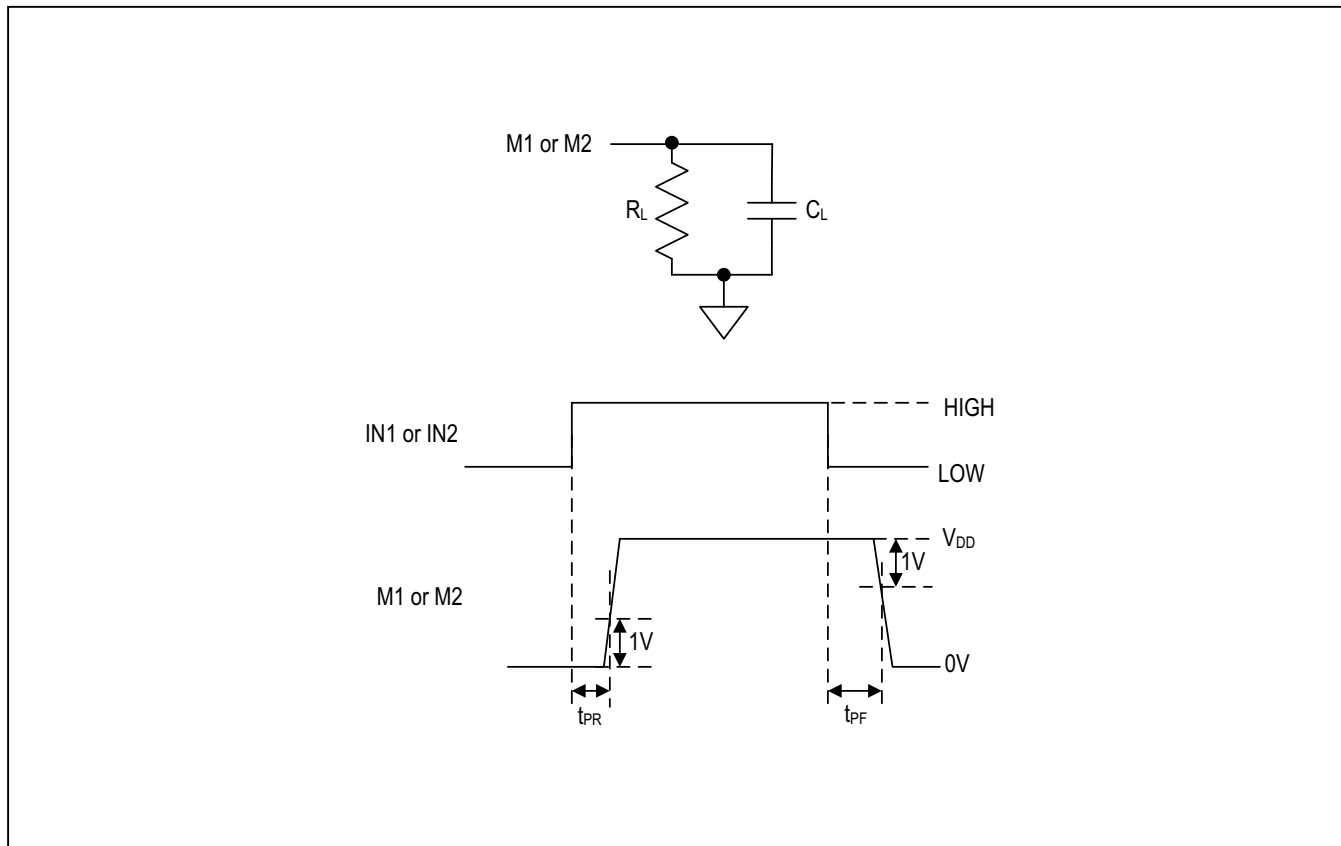 M1 or M2
RL
CL
HIGH
IN1 or IN2
LOW
VDD
1V
M1 or M2
1V
0V
tPR
tPF